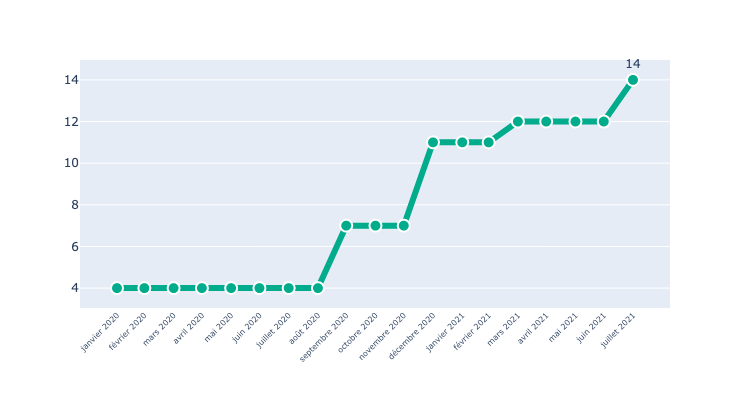 14
14
12
10
8
6
4
janvier 2020
février 2020
mars 2020
avril 2020
mai 2020
juin 2020
juillet 2020
août 2020
septembre 2020
octobre 2020
novembre 2020
décembre 2020
janvier 2021
février 2021
mars 2021
avril 2021
mai 2021
juin 2021
juillet 2021